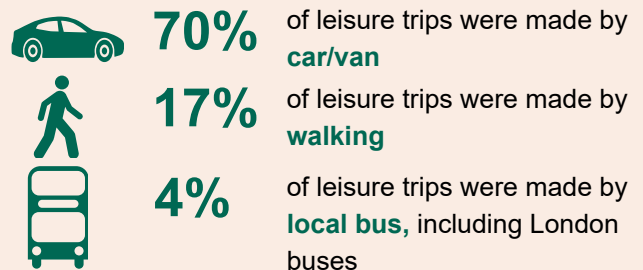 70% of leisure trips were made by
car/van
17% of leisure trips were made by
walking
4% of leisure trips were made by
local bus, including London
buses